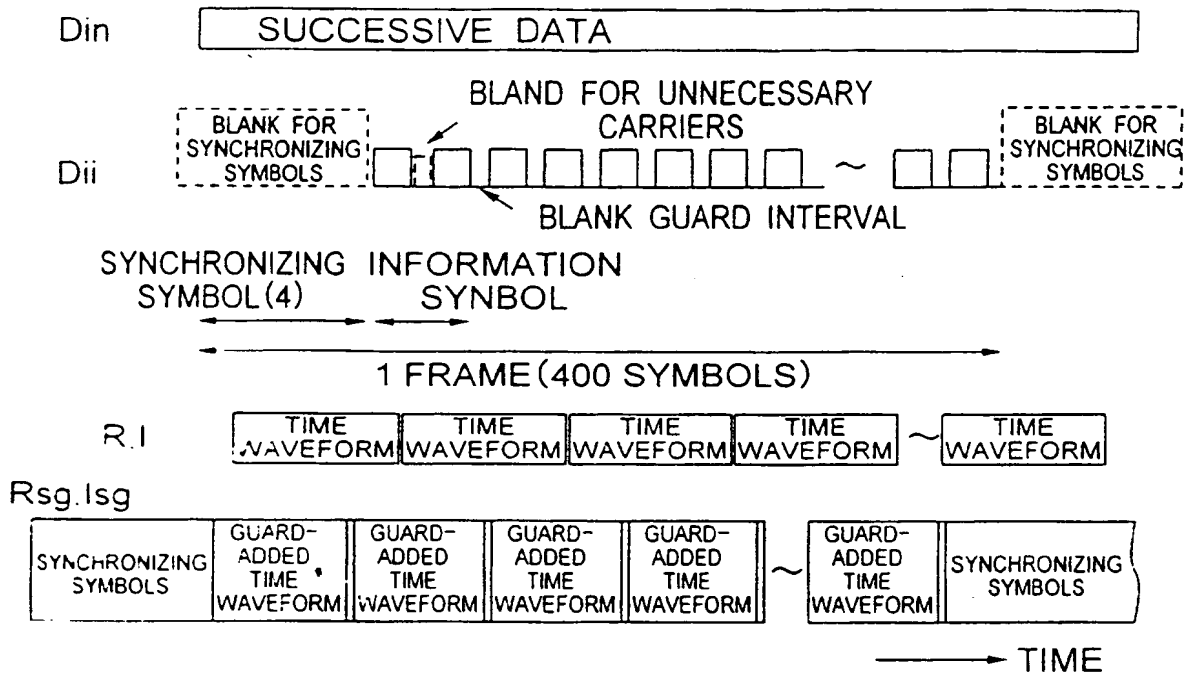 Din
SUCCESSIVE DATA
BLAND FOR UNNECESSARY
CARRIERS
BLANK FOR
SYNCHRONIZING
SYMBOLS
BLANK FOR
SYNCHRONIZING
SYMBOLS
Dii
~
BLANK GUARD INTERVAL
SYNCHRONIZING
SYMBOL(4)
INFORMATION
SYNBOL
1 FRAME(400 SYMBOLS)
R.I
TIME
WAVEFORM
TIME
WAVEFORM
TIME
WAVEFORM
TIME
WAVEFORM
~
TIME
WAVEFORM
Rsg.Isg
SYNCHRONIZING
SYMBOLS
GUARD-
ADDED
TIME
WAVEFORM
GUARD-
ADDED
TIME
WAVEFORM
GUARD-
ADDED
TIME
WAVEFORM
GUARD-
ADDED
TIME
WAVEFORM
~
GUARD-
ADDED
TIME
WAVEFORM
SYNCHRONIZING
SYMBOLS
TIME